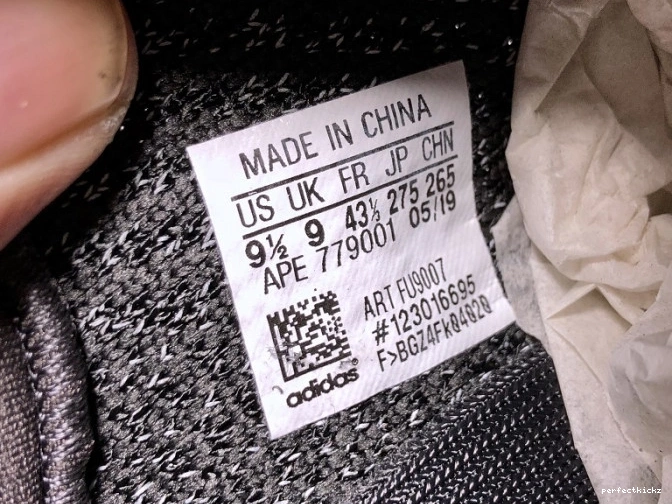 MADE IN CHINA
US UK FR JP CHN
9½ 9 43⅓ 275 265
APE 779001 05/19
ART FU9007
#123016695
F>BGZ4Fk04Q2Q
adidas®
perfectkickz